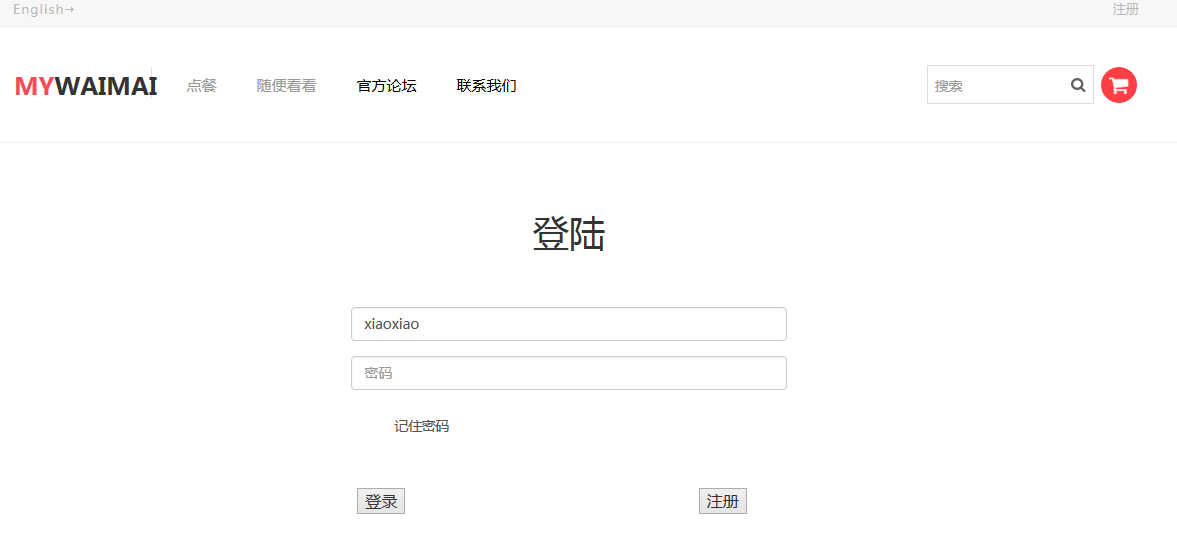 English→ 注册
MYWAIMAI 点餐 随便看看 官方论坛 联系我们 搜索
登陆
xiaoxiao
密码
记住密码
登录 注册